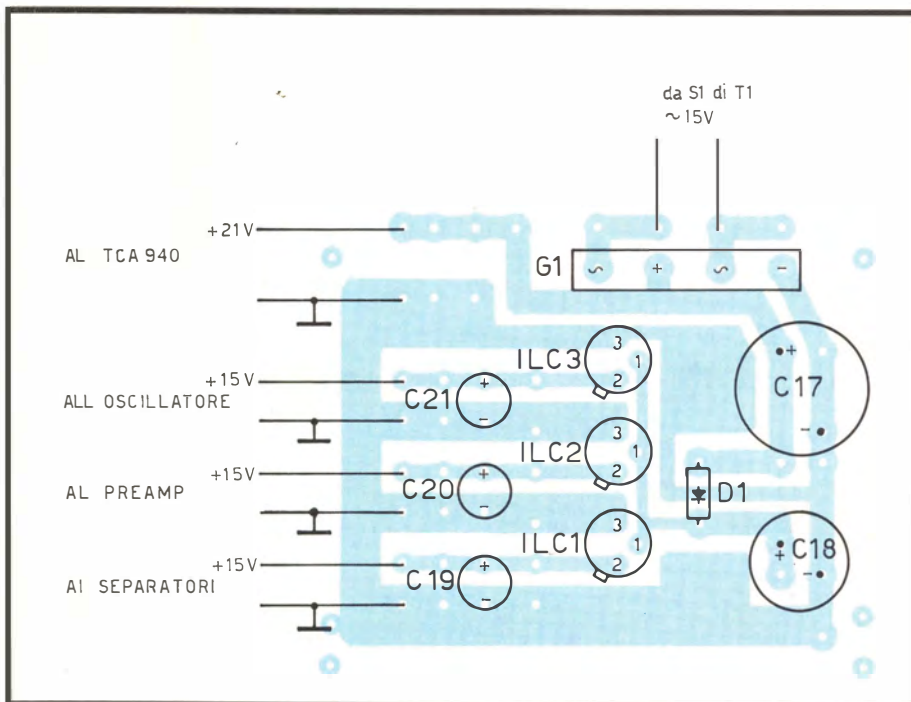 da S1 di T1
~15V
+21V
AL TCA 940
G1
~ + ~ -
ILC3
3
1
2
+
C17
-
+15V
ALL OSCILLATORE
C21
+
-
ILC2
3
1
2
+15V
AL PREAMP
C20
+
-
D1
ILC1
3
1
2
+15V
AI SEPARATORI
C19
+
-
C18
+
-